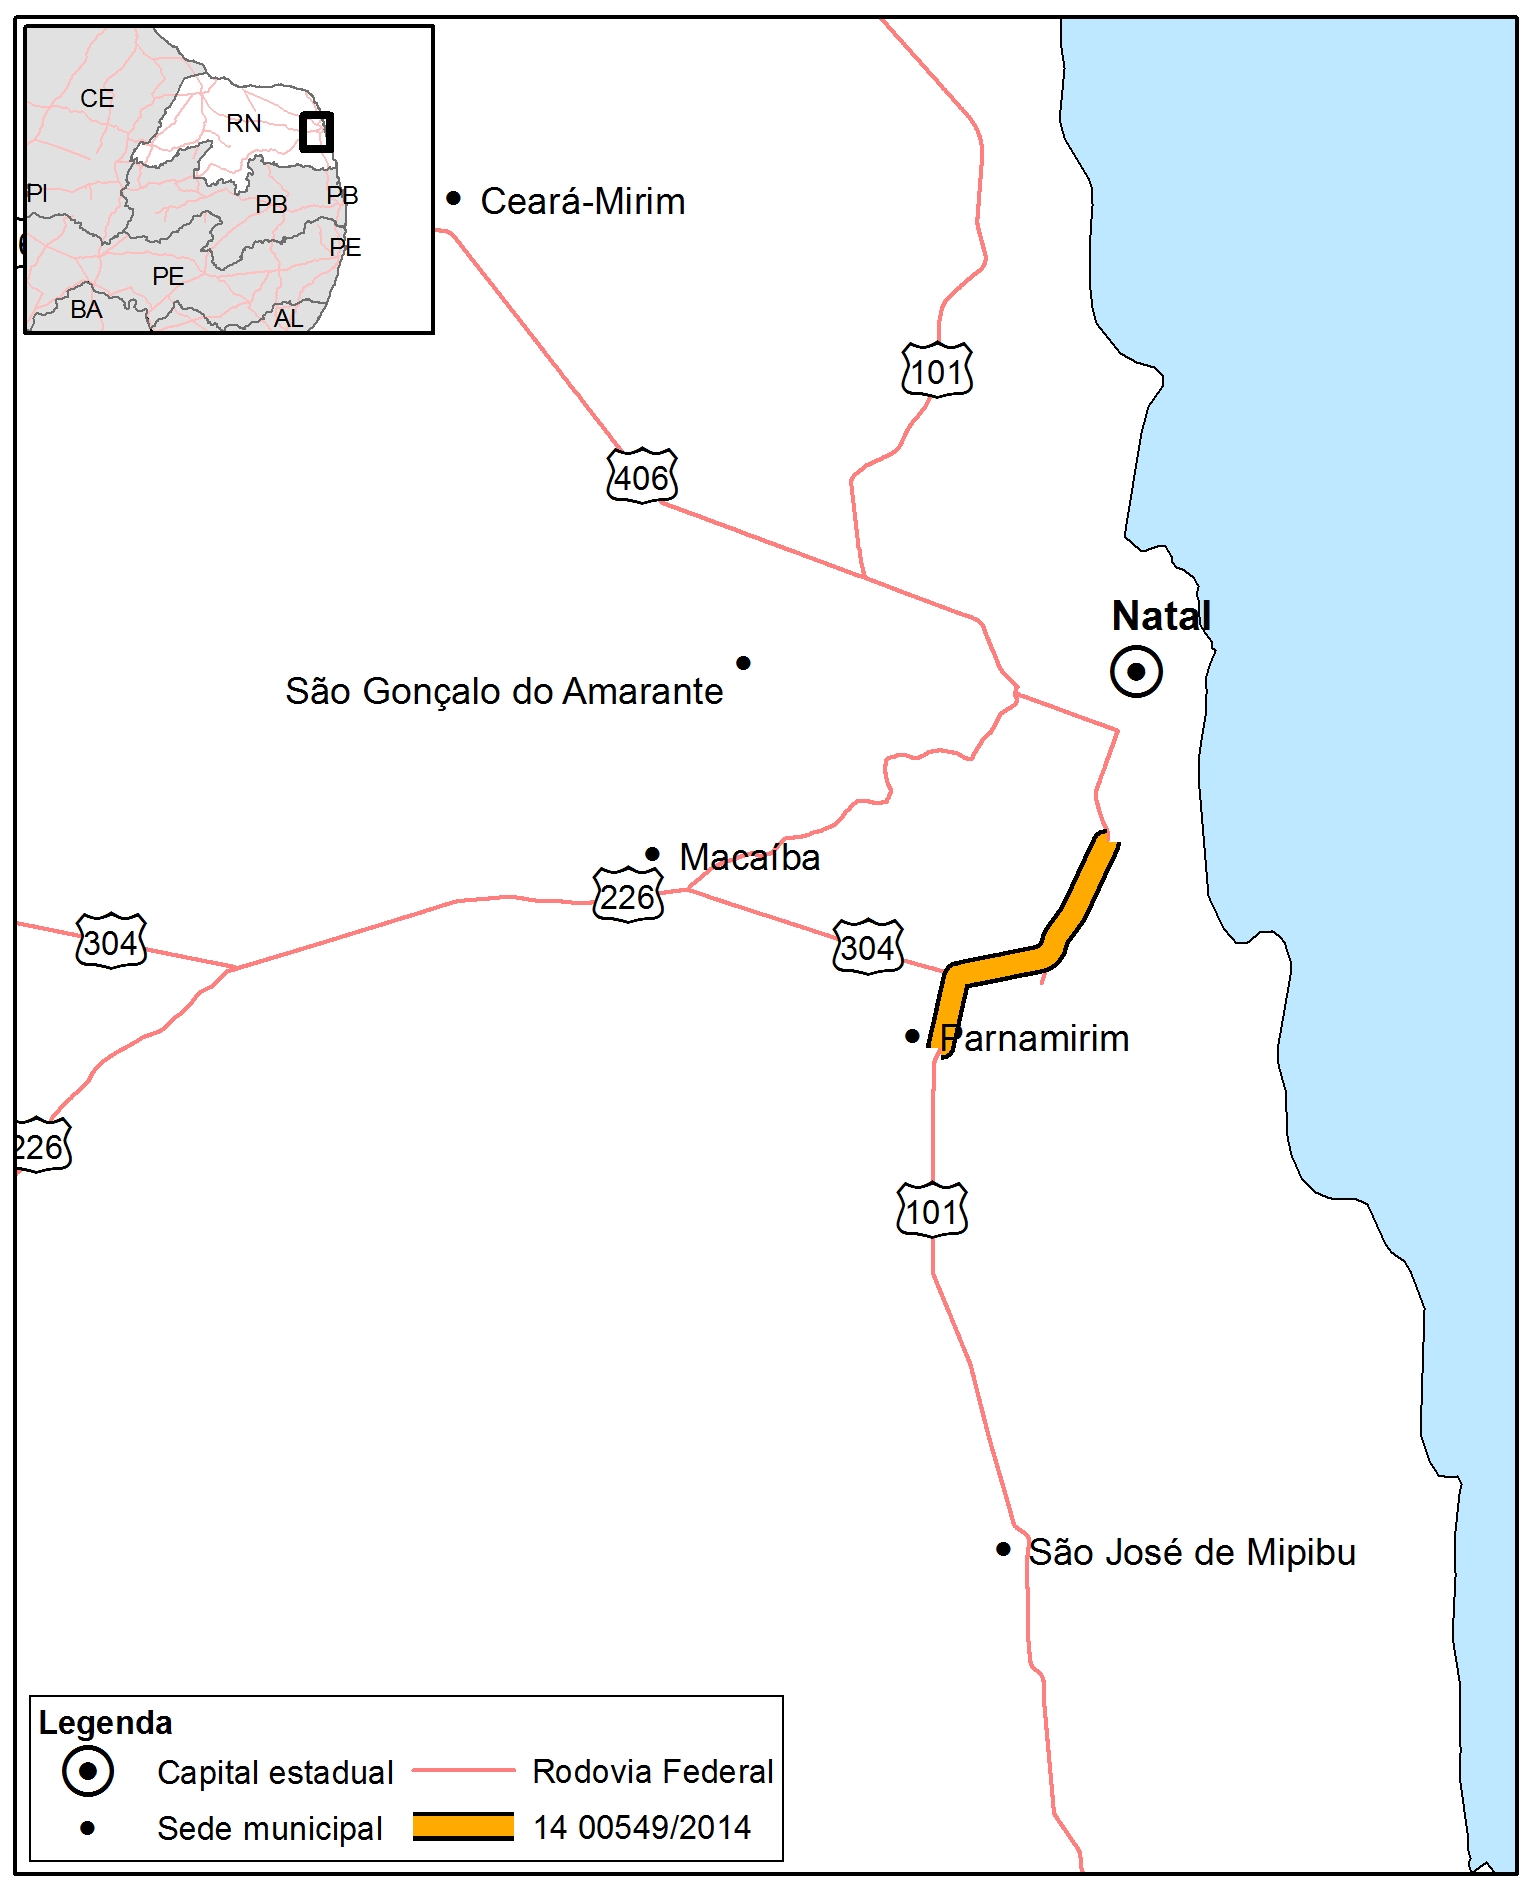 CE
RN
PI
PB
PB
PE
PE
BA
AL
Ceará-Mirim
101
406
Natal
São Gonçalo do Amarante
Macaíba
226
304
304
Parnamirim
226
101
São José de Mipibu
Legenda
Capital estadual
Rodovia Federal
Sede municipal
14 00549/2014